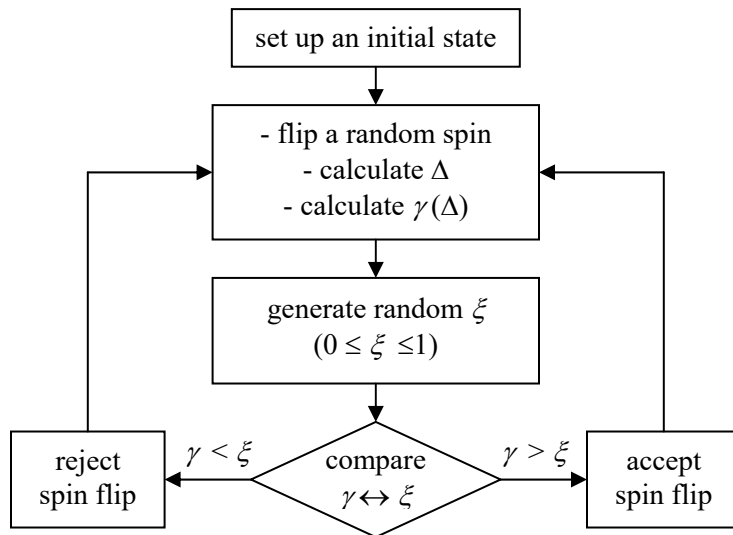 set up an initial state
- flip a random spin
- calculate Δ
- calculate γ(Δ)
generate random ξ
(0 ≤ ξ ≤1)
γ < ξ
γ > ξ
reject
spin flip
compare
γ↔ ξ
accept
spin flip